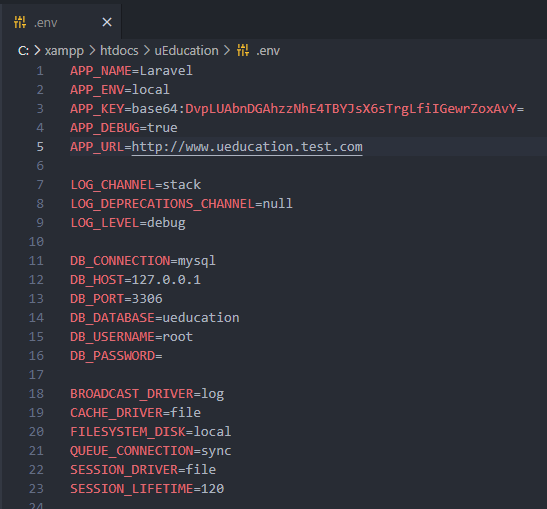 .env
C: > xampp > htdocs > uEducation > .env
1 APP_NAME=Laravel
2 APP_ENV=local
3 APP_KEY=base64:DvpLUAbnDGAhzzNhE4TBYJsX6sTrgLfiIGewrZoxAvY=
4 APP_DEBUG=true
5 APP_URL=http://www.ueducation.test.com
6
7 LOG_CHANNEL=stack
8 LOG_DEPRECATIONS_CHANNEL=null
9 LOG_LEVEL=debug
10
11 DB_CONNECTION=mysql
12 DB_HOST=127.0.0.1
13 DB_PORT=3306
14 DB_DATABASE=ueducation
15 DB_USERNAME=root
16 DB_PASSWORD=
17
18 BROADCAST_DRIVER=log
19 CACHE_DRIVER=file
20 FILESYSTEM_DISK=local
21 QUEUE_CONNECTION=sync
22 SESSION_DRIVER=file
23 SESSION_LIFETIME=120
24